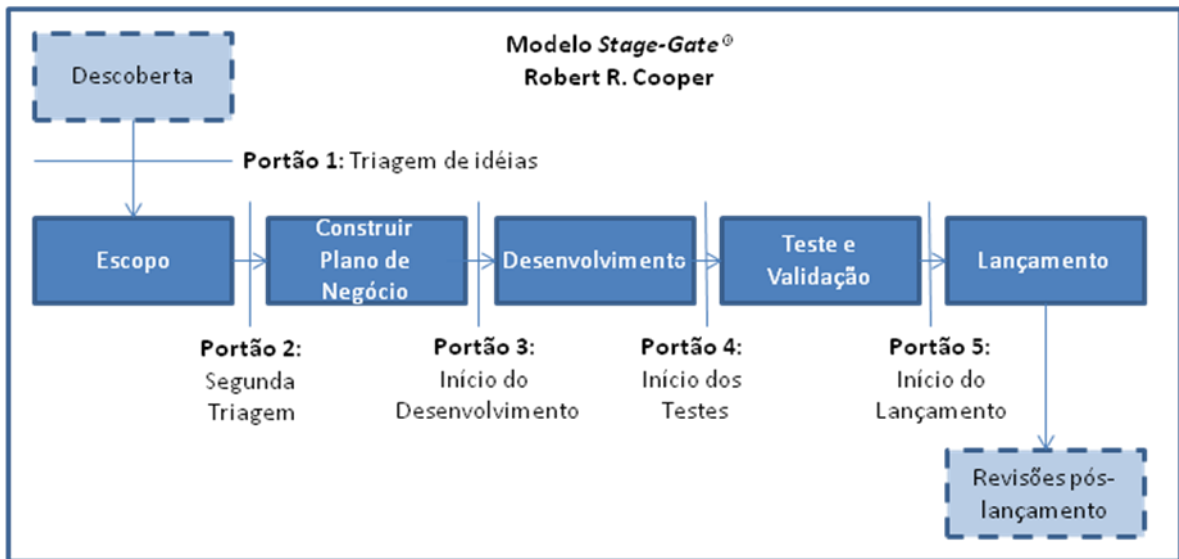 Modelo Stage-Gate®
Robert R. Cooper
Descoberta
Portão 1: Triagem de idéias
Escopo
Construir
Plano de
Negócio
Desenvolvimento
Teste e
Validação
Lançamento
Portão 2:
Segunda
Triagem
Portão 3:
Início do
Desenvolvimento
Portão 4:
Início dos
Testes
Portão 5:
Início do
Lançamento
Revisões pós-
lançamento